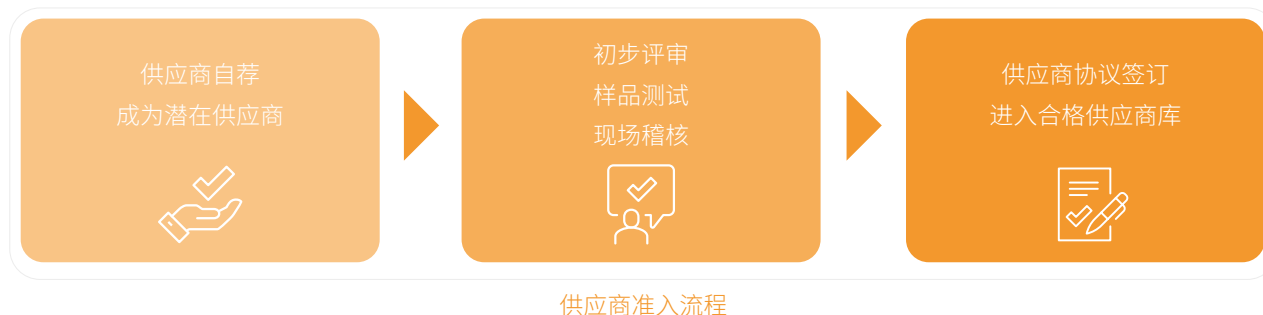 供应商自荐
成为潜在供应商
初步评审
样品测试
现场稽核
供应商协议签订
进入合格供应商库
供应商准入流程